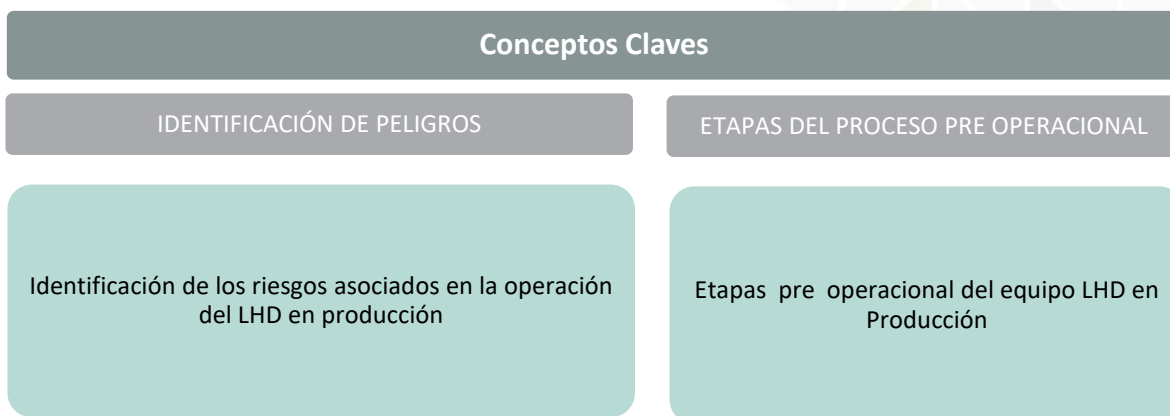 Conceptos Claves
IDENTIFICACIÓN DE PELIGROS
ETAPAS DEL PROCESO PRE OPERACIONAL
Identificación de los riesgos asociados en la operación
del LHD en producción
Etapas pre operacional del equipo LHD en
Producción